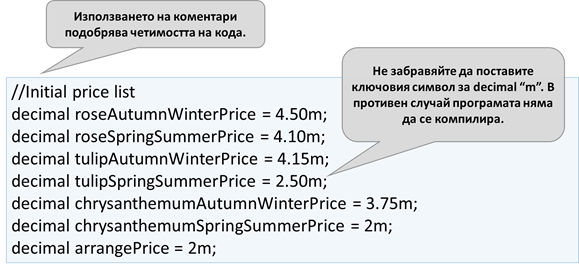 Използването на коментари
подобрява четимостта на кода.
Не забравяйте да поставите
ключовия символ за decimal “m”. В
противен случай програмата няма
да се компилира.
//Initial price list
decimal roseAutumnWinterPrice = 4.50m;
decimal roseSpringSummerPrice = 4.10m;
decimal tulipAutumnWinterPrice = 4.15m;
decimal tulipSpringSummerPrice = 2.50m;
decimal chrysanthemumAutumnWinterPrice = 3.75m;
decimal chrysanthemumSpringSummerPrice = 2m;
decimal arrangePrice = 2m;